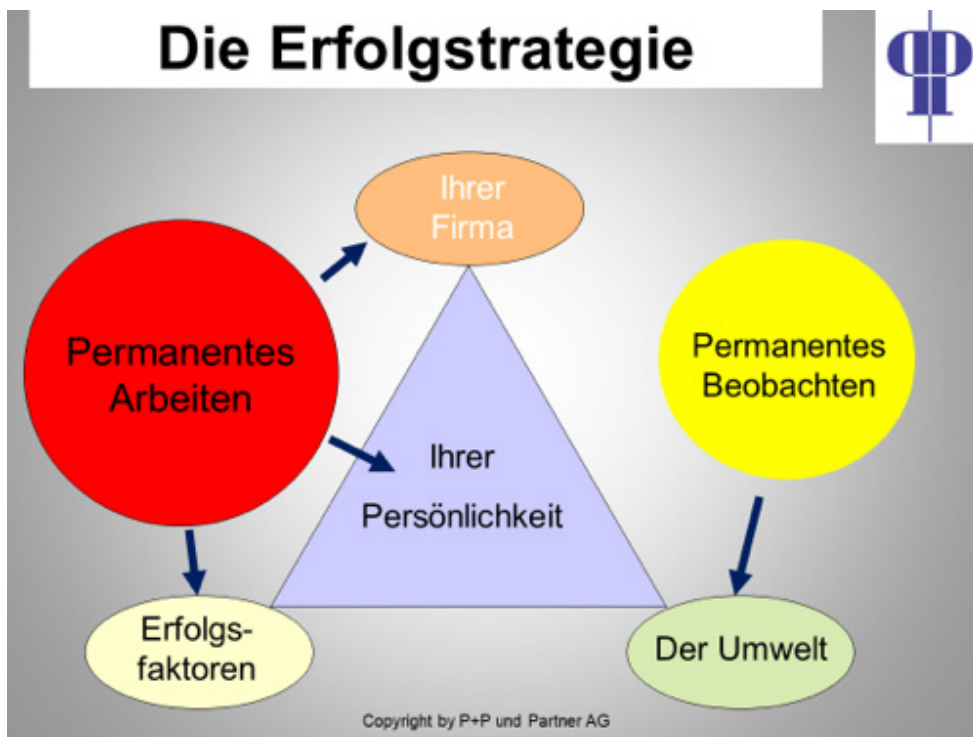 Die Erfolgstrategie
Ihrer
Firma
Permanentes
Arbeiten
Permanentes
Beobachten
Ihrer
Persönlichkeit
Erfolgs-
faktoren
Der Umwelt
Copyright by P+P und Partner AG